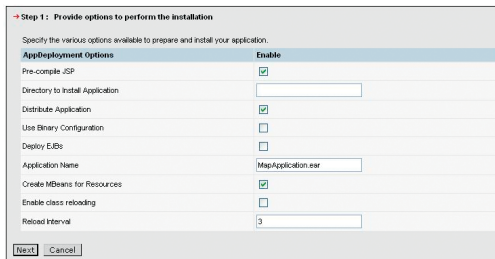 → Step 1 : Provide options to perform the installation
Specify the various options available to prepare and install your application.
AppDeployment Options Enable
Pre-compile JSP
Directory to Install Application
Distribute Application
Use Binary Configuration
Deploy EJBs
Application Name MapApplication.ear
Create MBeans for Resources
Enable class reloading
Reload Interval 3
Next Cancel